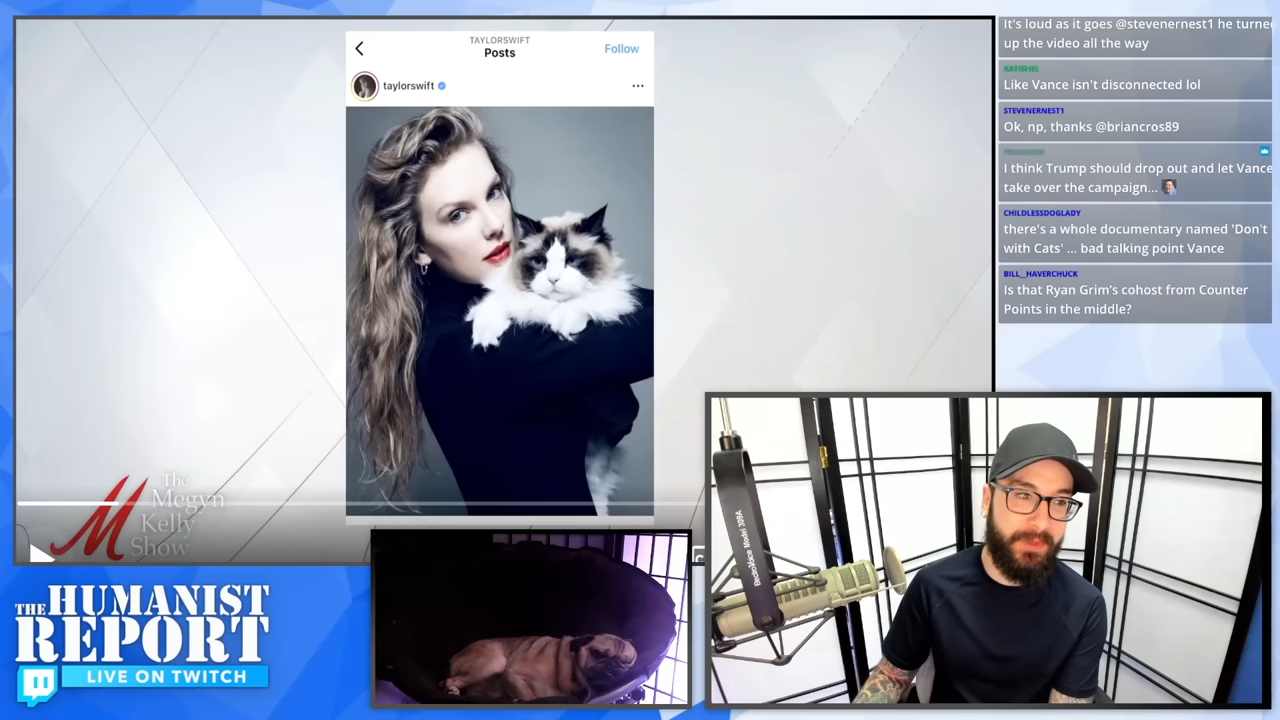 TAYLORSWIFT
Posts
Follow
taylorswift
The
Megyn
Kelly
Show
It's loud as it goes @stevenernest1 he turned
up the video all the way
Like Vance isn't disconnected lol
STEVENERNEST1
Ok, np, thanks @briancros89
I think Trump should drop out and let Vance
take over the campaign...
CHILDLESSDOGLADY
there's a whole documentary named 'Don't
with Cats' ... bad talking point Vance
BILL_HAVERCHUCK
Is that Ryan Grim's cohost from Counter
Points in the middle?
THE HUMANIST
REPORT
LIVE ON TWITCH